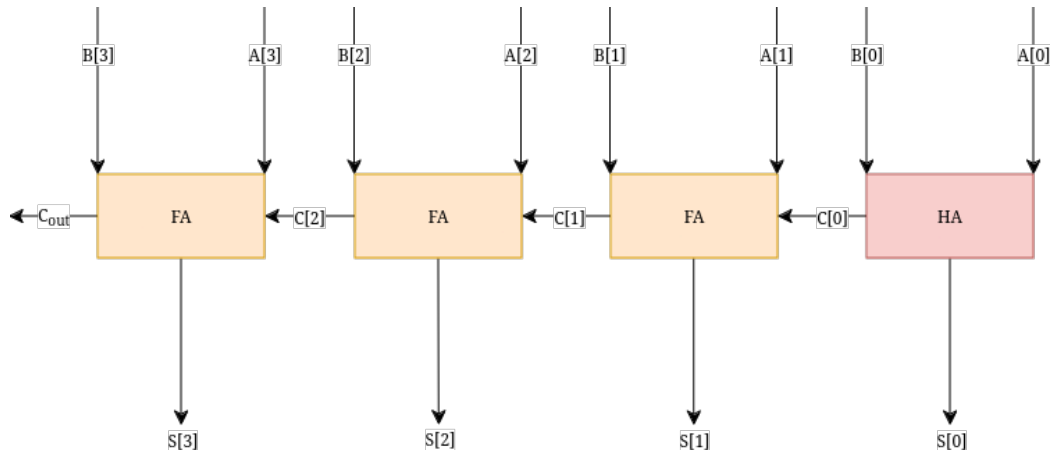 B[3] A[3] B[2] A[2] B[1] A[1] B[0] A[0]
C_out FA C[2] FA C[1] FA C[0] HA
S[3] S[2] S[1] S[0]